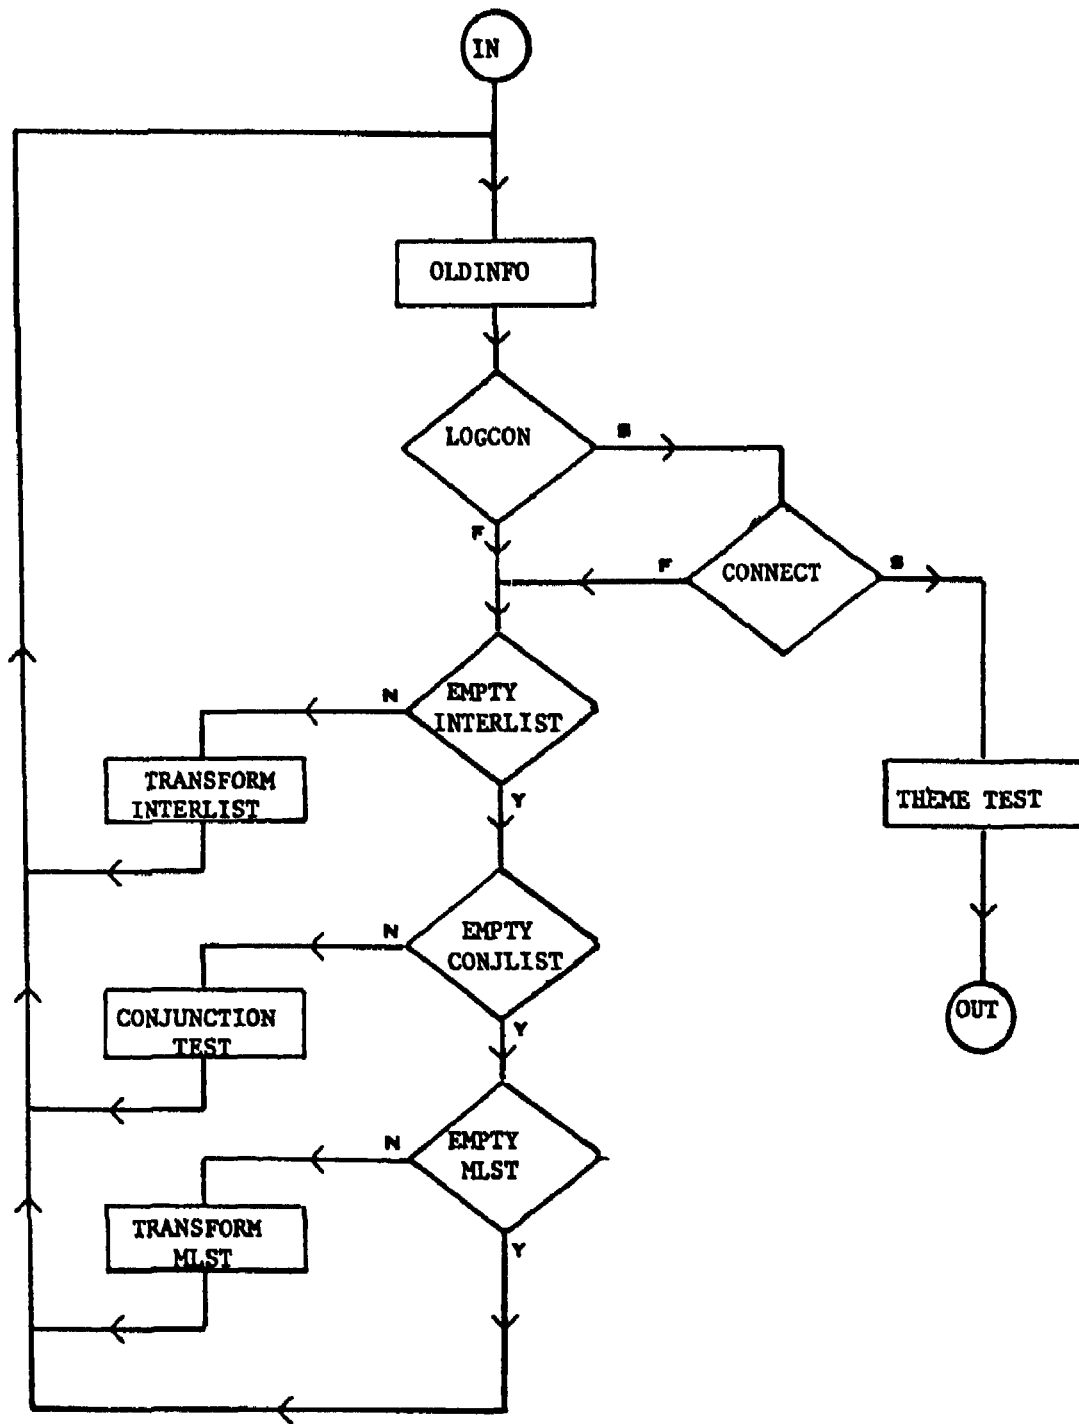 IN
OLDINFO
LOGCON
S
F
CONNECT
F
S
EMPTY
INTERLIST
N
Y
TRANSFORM
INTERLIST
THEME TEST
EMPTY
CONJLIST
N
Y
CONJUNCTION
TEST
OUT
EMPTY
MLST
N
Y
TRANSFORM
MLST